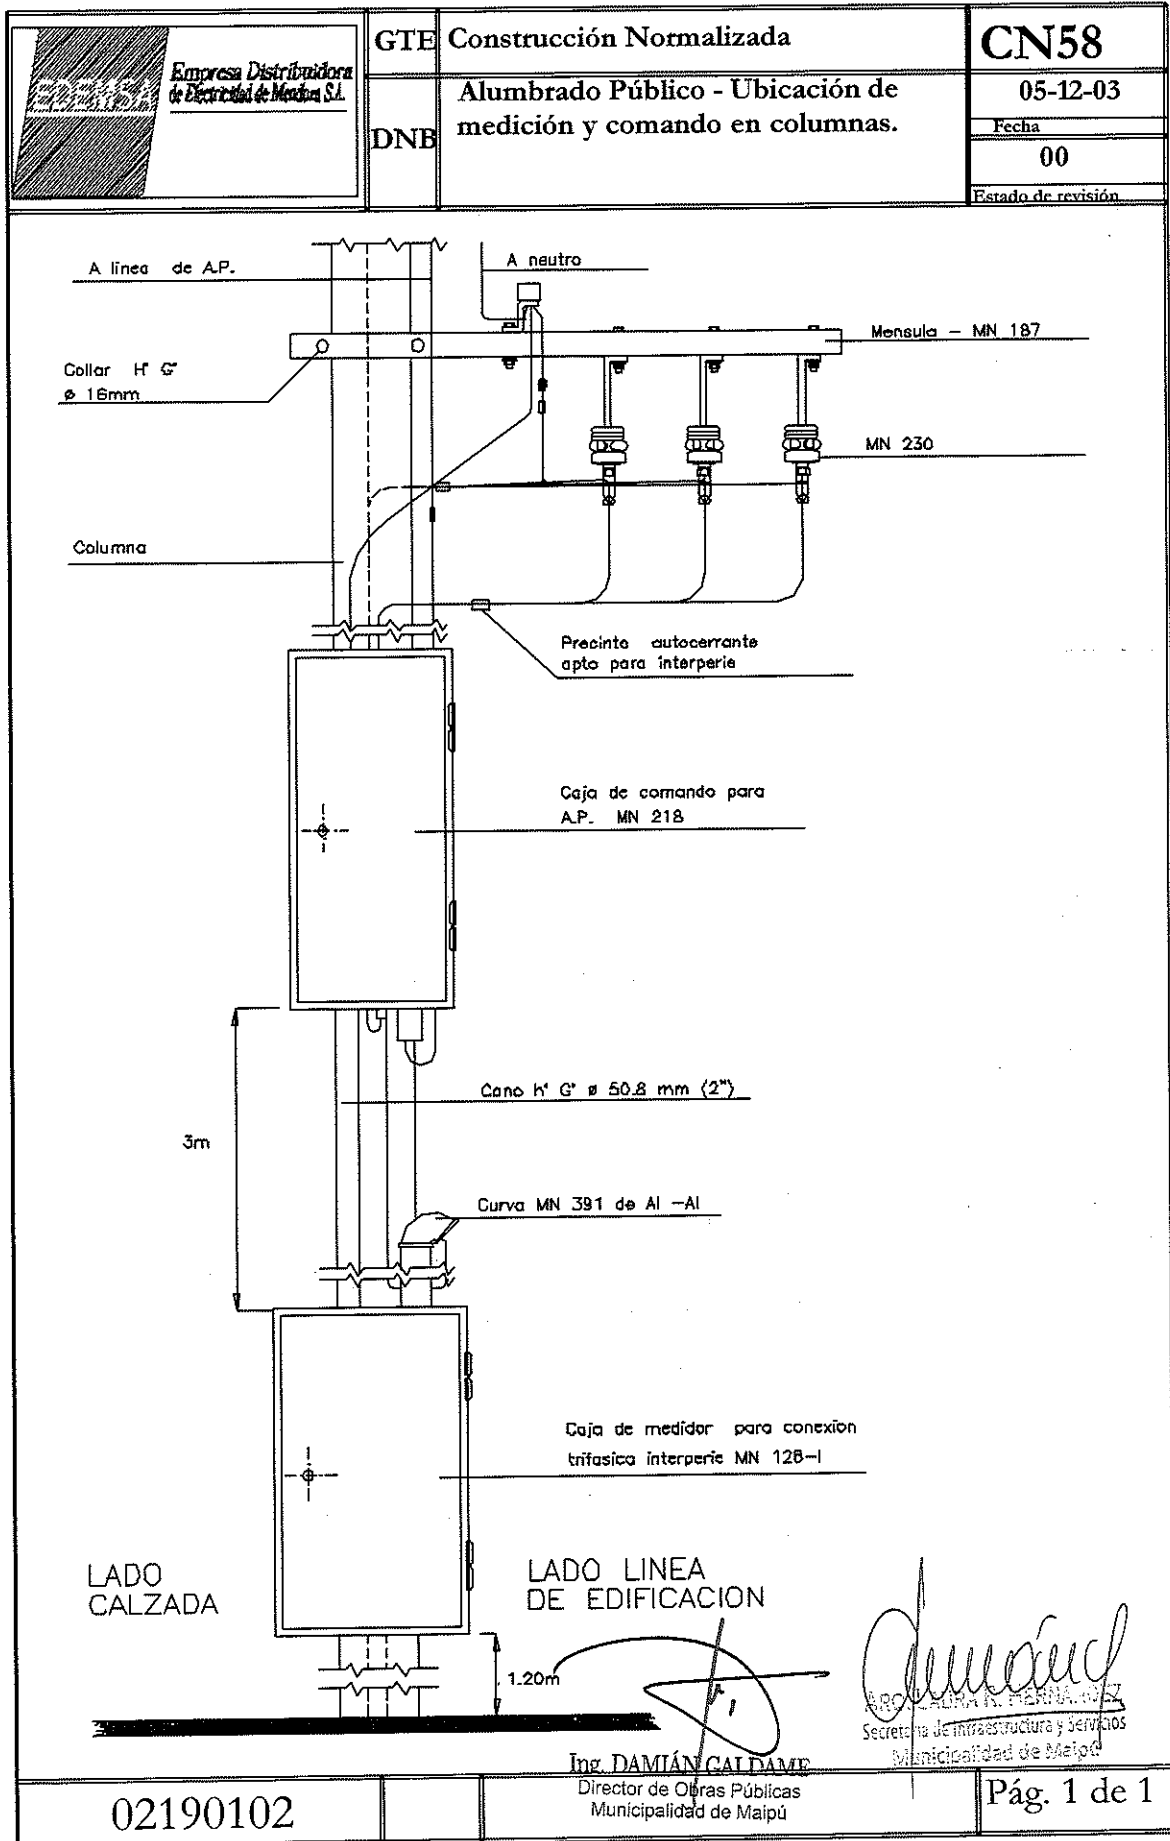 EDEMSA
Empresa Distribuidora
de Electricidad de Mendoza S.A.
GTE
Construcción Normalizada
CN58
DNB
Alumbrado Público - Ubicación de
medición y comando en columnas.
05-12-03
Fecha
00
Estado de revisión
A linea de A.P.
A neutro
Mensula - MN 187
Collar H° G°
ø 16mm
MN 230
Columna
Precinto autocerrante
apto para interperie
Caja de comando para
A.P. MN 218
Cano h° G° ø 50.8 mm (2")
3m
Curva MN 391 de Al -Al
Caja de medidor para conexion
trifasica interperie MN 128-I
LADO
CALZADA
LADO LINEA
DE EDIFICACION
1.20m
Secretaria de Infraestructura y Servicios
Municipalidad de Maipú
Ing. DAMIÁN GALDAME
Director de Obras Públicas
Municipalidad de Maipú
02190102
Pág. 1 de 1